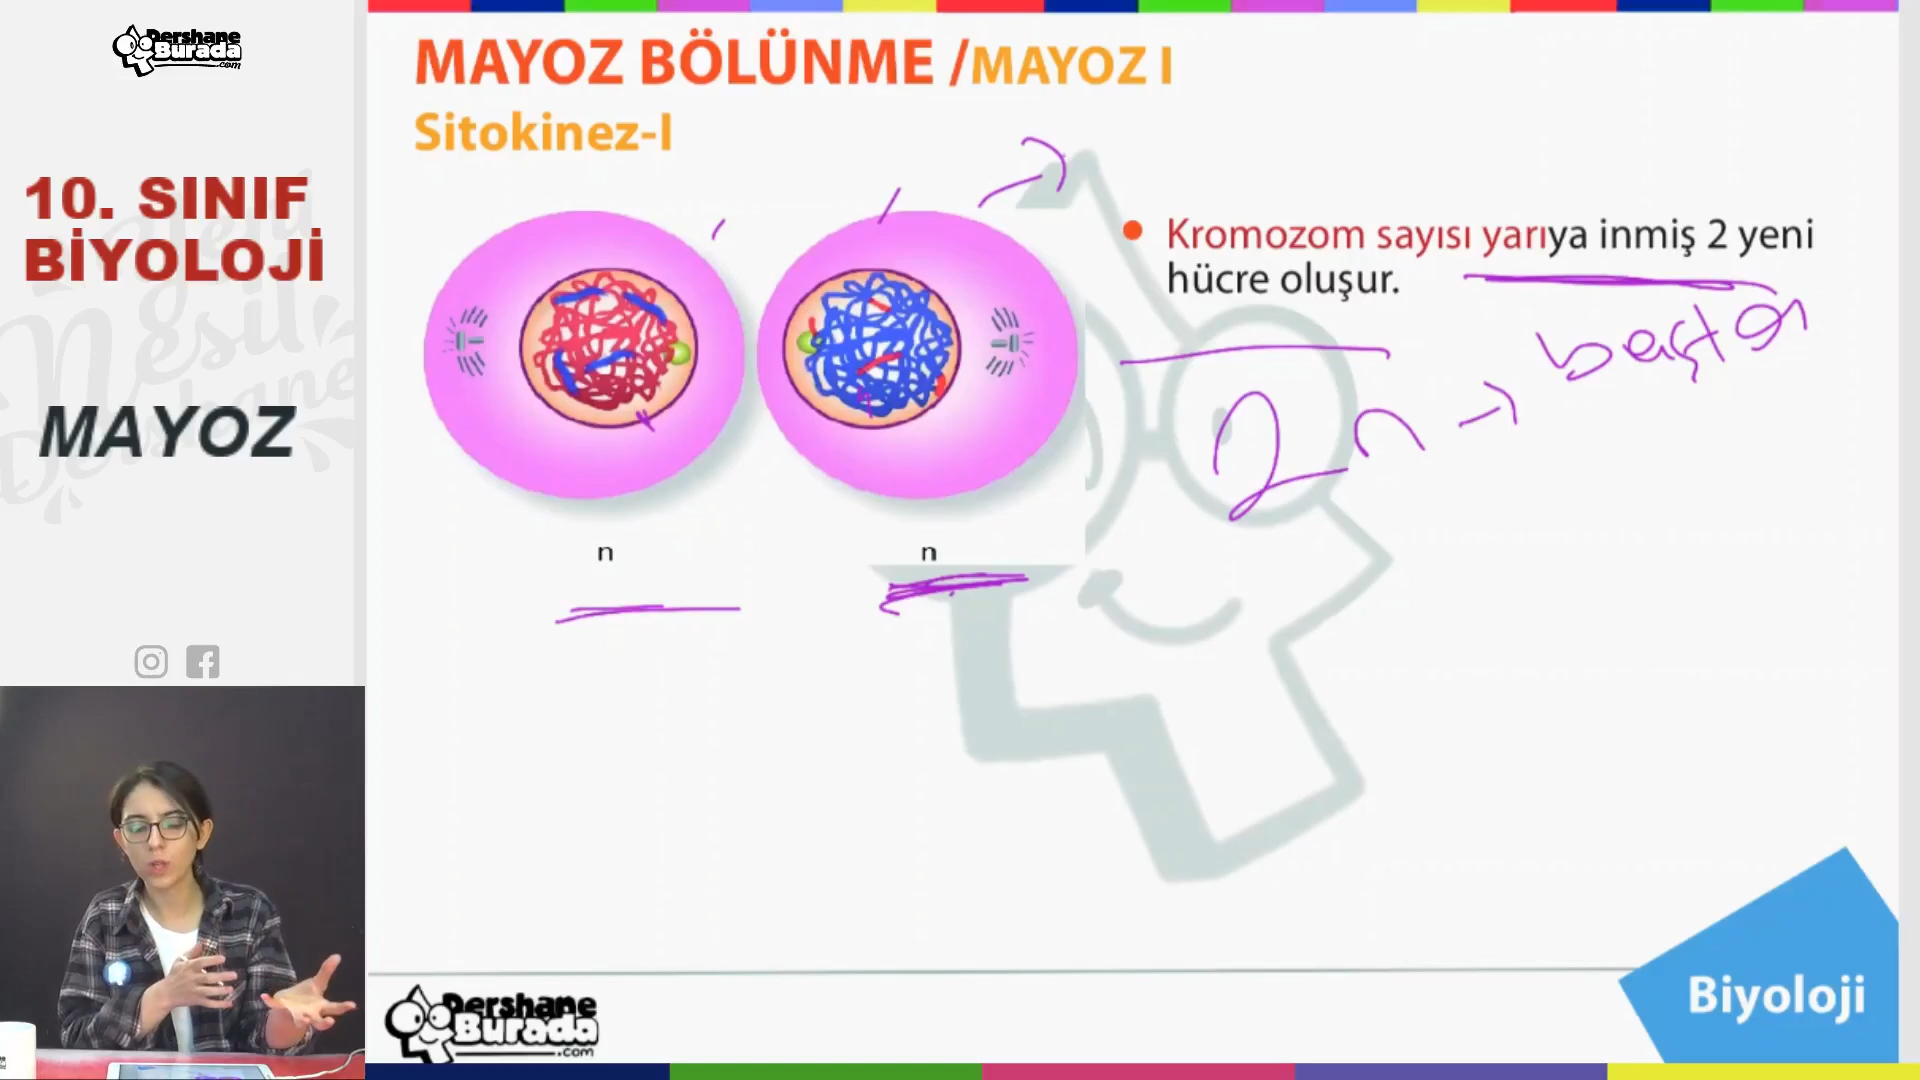 Dershane
Burada
.com
10. SINIF
BİYOLOJİ
MAYOZ
MAYOZ BÖLÜNME /MAYOZ I
Sitokinez-I
Kromozom sayısı yarıya inmiş 2 yeni
hücre oluşur.
2n → başta
n
n
Dershane
Burada
.com
Biyoloji